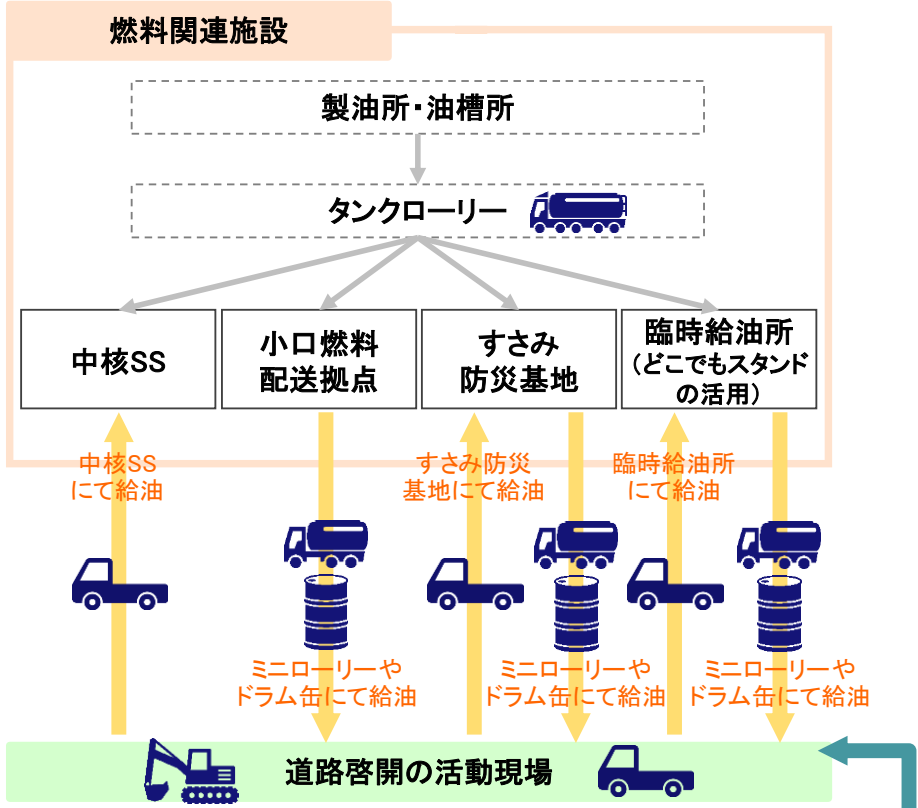 燃料関連施設
製油所・油槽所
タンクローリー
中核SS
小口燃料
配送拠点
すさみ
防災基地
臨時給油所
（どこでもスタンド
の活用）
中核SS
にて給油
すさみ防災
基地にて給油
臨時給油所
にて給油
ミニローリーや
ドラム缶にて給油
ミニローリーや
ドラム缶にて給油
ミニローリーや
ドラム缶にて給油
道路啓開の活動現場